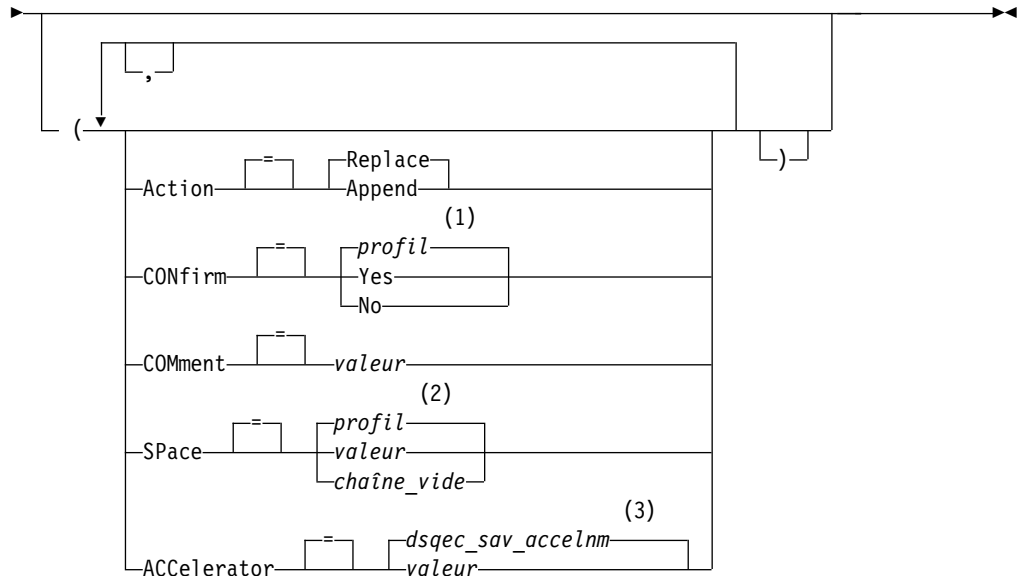 ,
(
)
Action = Replace
Append
(1)
CONfirm = profil
Yes
No
COMment = valeur
(2)
SPace = profil
valeur
chaîne_vide
(3)
ACCelerator = dsqec_sav_accelnm
valeur